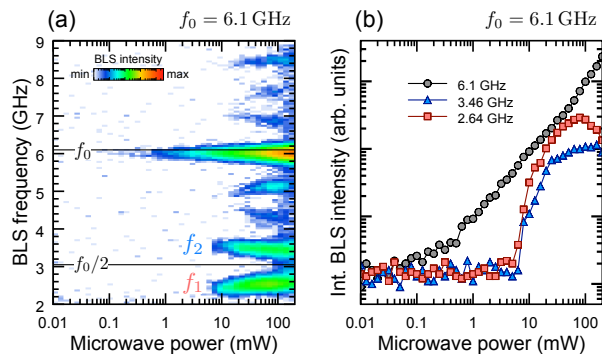 (a)
f₀ = 6.1 GHz
BLS intensity
min
max
f₀
f₂
f₀/2
f₁
9
8
7
6
5
4
3
2
BLS frequency (GHz)
0.01
0.1
1
10
100
Microwave power (mW)
(b)
f₀ = 6.1 GHz
6.1 GHz
3.46 GHz
2.64 GHz
Int. BLS intensity (arb. units)
0.01
0.1
1
10
100
Microwave power (mW)